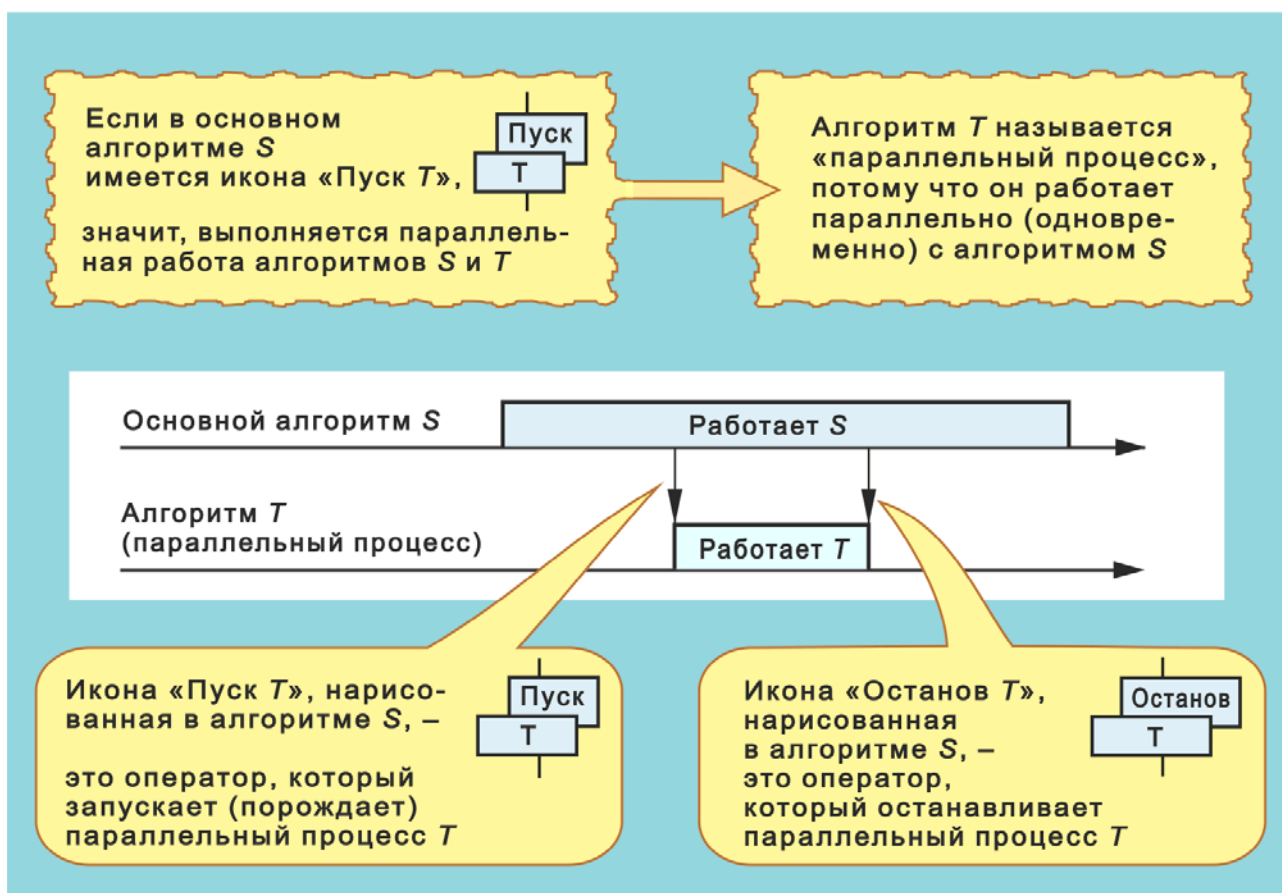 Если в основном
алгоритме S
имеется икона «Пуск T»,
Пуск
T
значит, выполняется параллель-
ная работа алгоритмов S и T
Алгоритм T называется
«параллельный процесс»,
потому что он работает
параллельно (одновре-
менно) с алгоритмом S
Основной алгоритм S
Работает S
Алгоритм T
(параллельный процесс)
Работает T
Икона «Пуск T», нарисо-
ванная в алгоритме S, –
Пуск
T
это оператор, который
запускает (порождает)
параллельный процесс T
Икона «Останов T»,
нарисованная
в алгоритме S, –
Останов
T
это оператор,
который останавливает
параллельный процесс T